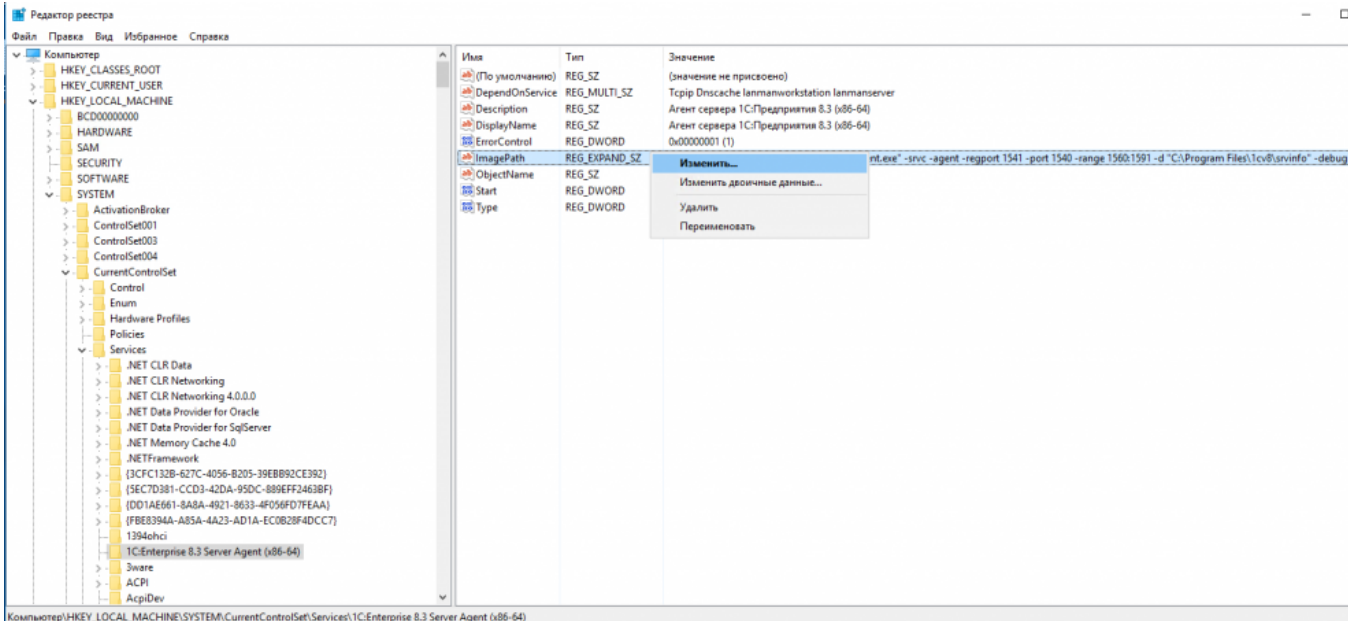 Редактор реестра
Файл Правка Вид Избранное Справка
Компьютер
HKEY_CLASSES_ROOT
HKEY_CURRENT_USER
HKEY_LOCAL_MACHINE
BCD00000000
HARDWARE
SAM
SECURITY
SOFTWARE
SYSTEM
ActivationBroker
ControlSet001
ControlSet003
ControlSet004
CurrentControlSet
Control
Enum
Hardware Profiles
Policies
Services
.NET CLR Data
.NET CLR Networking
.NET CLR Networking 4.0.0.0
.NET Data Provider for Oracle
.NET Data Provider for SqlServer
.NET Memory Cache 4.0
.NETFramework
{3CFC132B-627C-4056-B205-39EBB92CE392}
{5EC7D381-CCD3-42DA-95DC-889EFF2463BF}
{DD1AE661-8A8A-4921-8633-4F056FD7FEAA}
{FBE8394A-A85A-4A23-AD1A-EC0B28F4DCC7}
1394ohci
1C:Enterprise 8.3 Server Agent (x86-64)
3ware
ACPI
AcpiDev
Имя Тип Значение
(По умолчанию) REG_SZ (значение не присвоено)
DependOnService REG_MULTI_SZ Tcpip Dnscache lanmanworkstation lanmanserver
Description REG_SZ Агент сервера 1С:Предприятия 8.3 (x86-64)
DisplayName REG_SZ Агент сервера 1С:Предприятия 8.3 (x86-64)
ErrorControl REG_DWORD 0x00000001 (1)
ImagePath REG_EXPAND_SZ nt.exe" -srvc -agent -regport 1541 -port 1540 -range 1560:1591 -d "C:\Program Files\1cv8\srvinfo" -debug
ObjectName REG_SZ
Start REG_DWORD
Type REG_DWORD
Изменить...
Изменить двоичные данные...
Удалить
Переименовать
Компьютер\HKEY_LOCAL_MACHINE\SYSTEM\CurrentControlSet\Services\1C:Enterprise 8.3 Server Agent (x86-64)